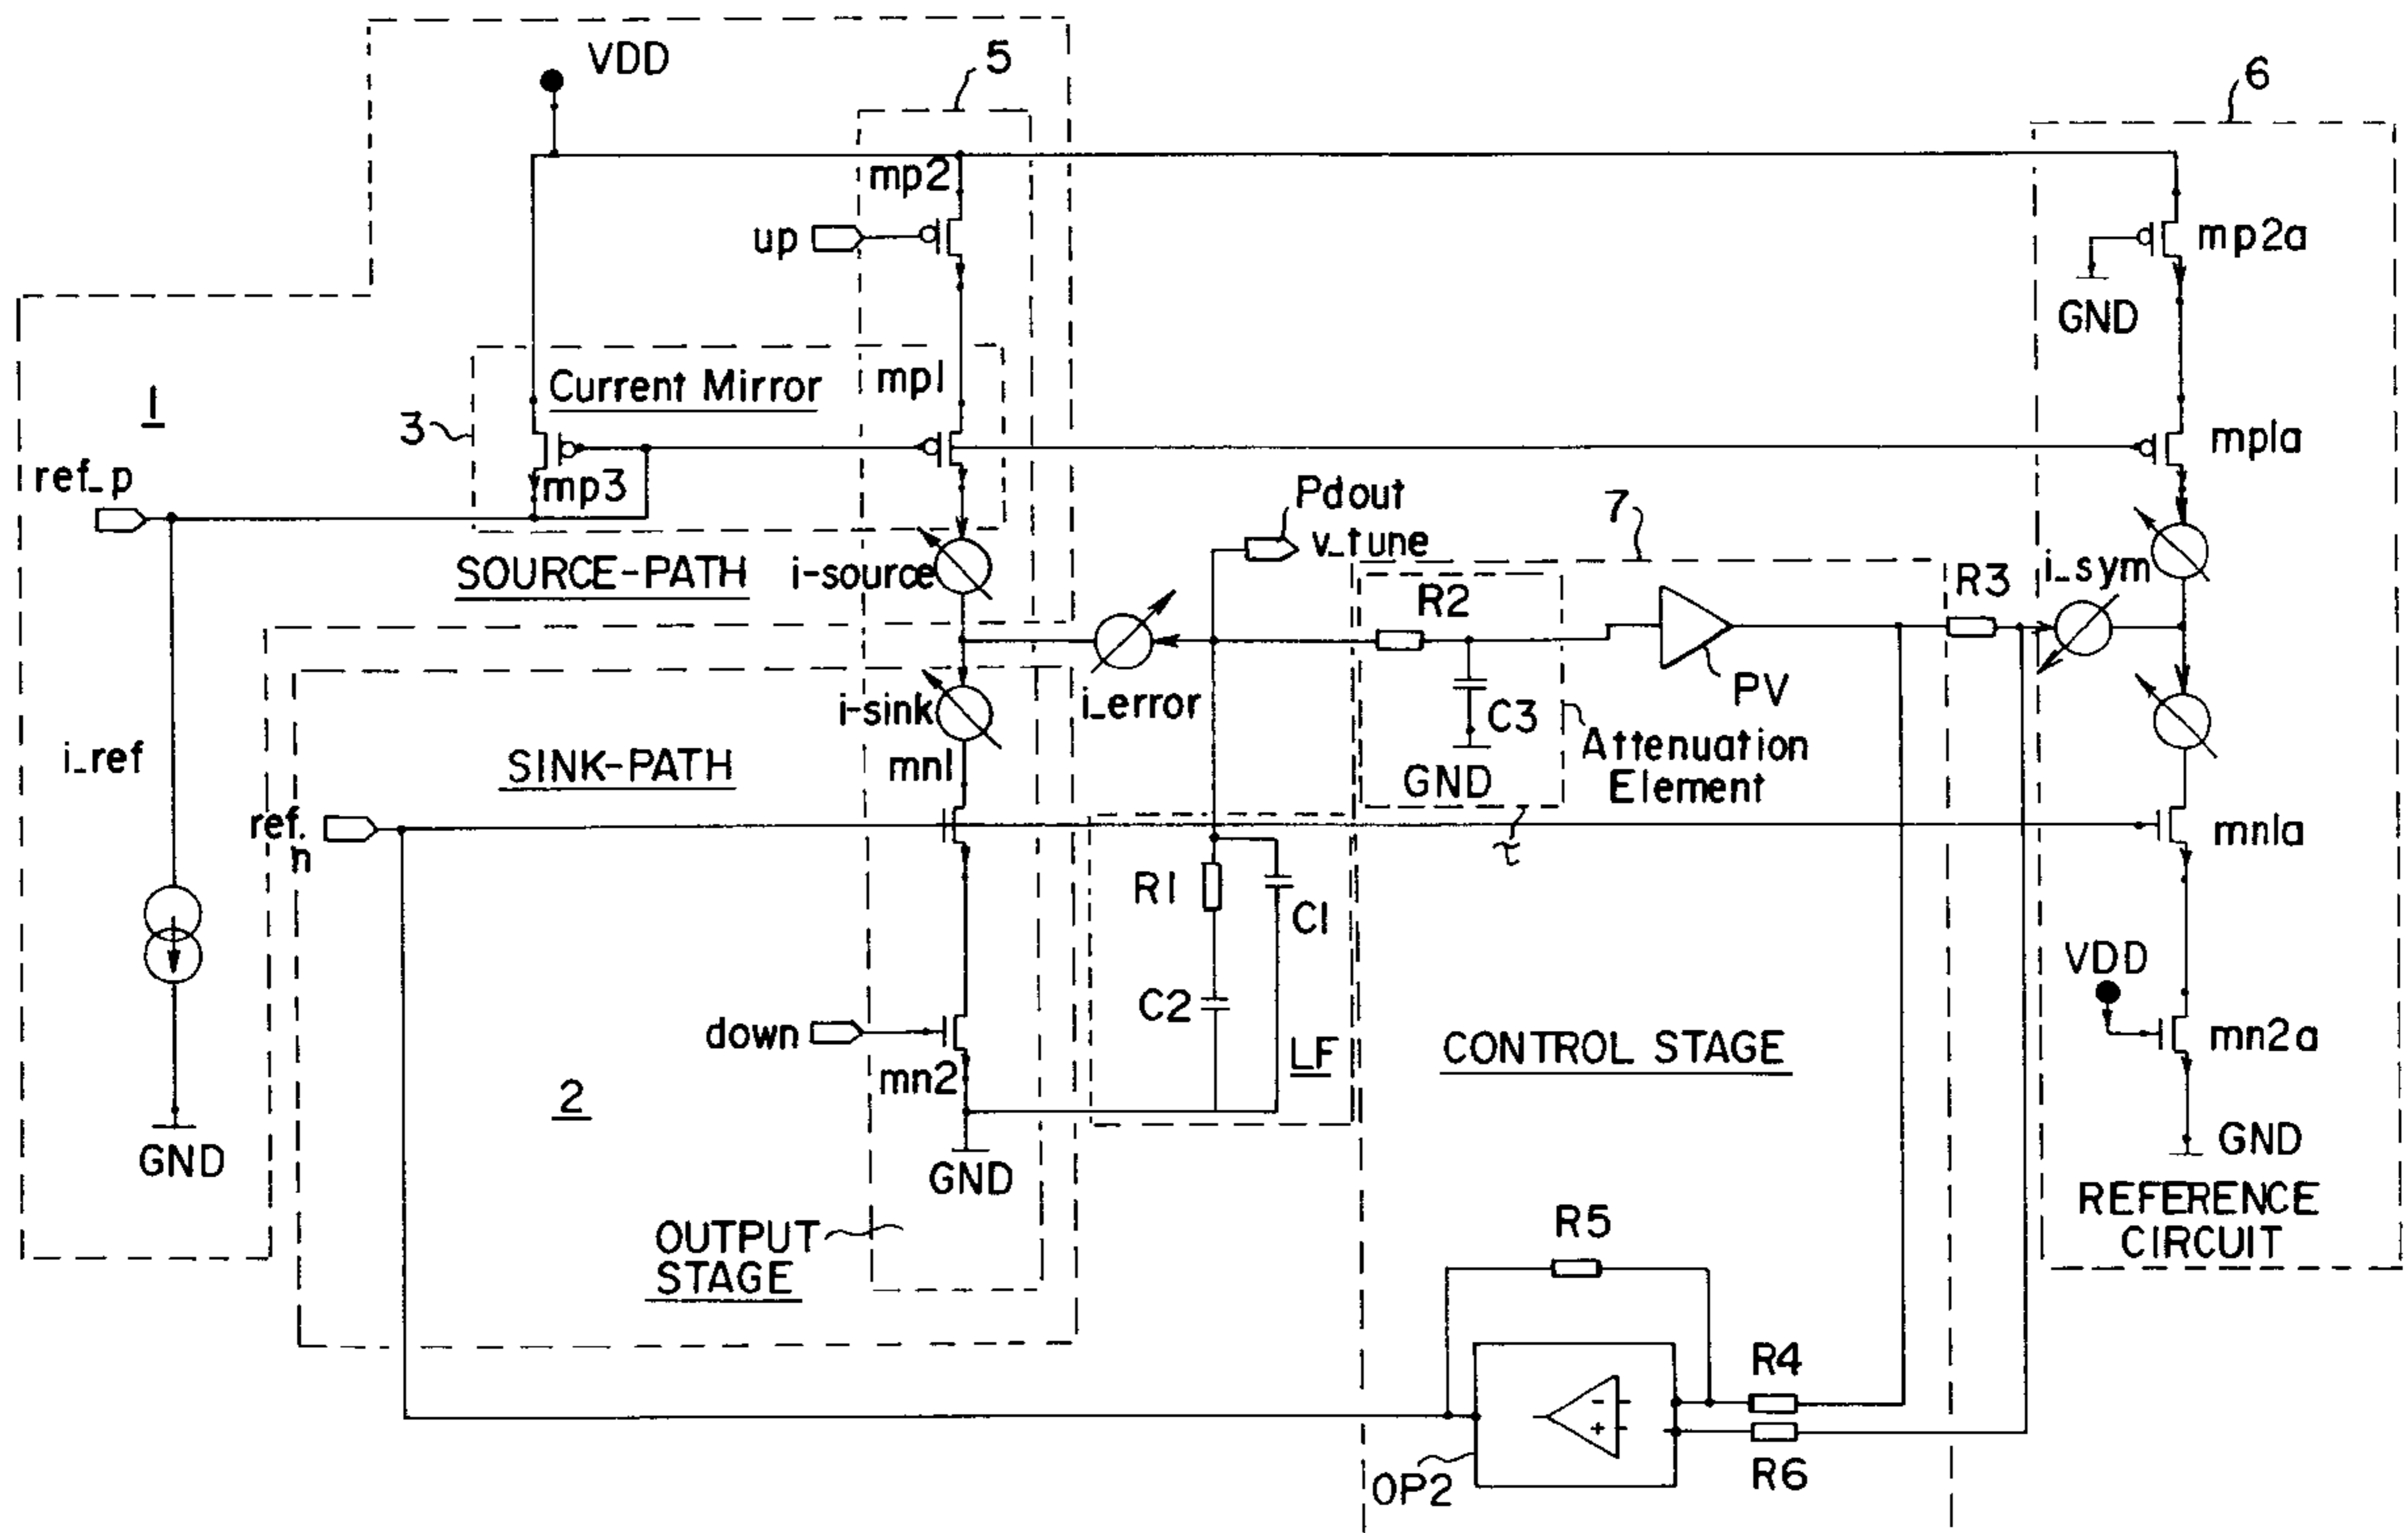 VDD
5
6
mp2
up
mp2a
GND
1
Current Mirror
mp1
3
mp1a
ref_p
mp3
Pdout
v_tune
7
SOURCE-PATH
i-source
R2
R3
i_sym
i_error
PV
C3
i-sink
Attenuation
Element
GND
i_ref
SINK-PATH
mn1
ref.
n
mn1a
τ
R1
C1
VDD
C2
down
LF
CONTROL STAGE
mn2a
mn2
2
GND
GND
GND
REFERENCE
CIRCUIT
OUTPUT
STAGE
R5
R4
-
+
R6
OP2